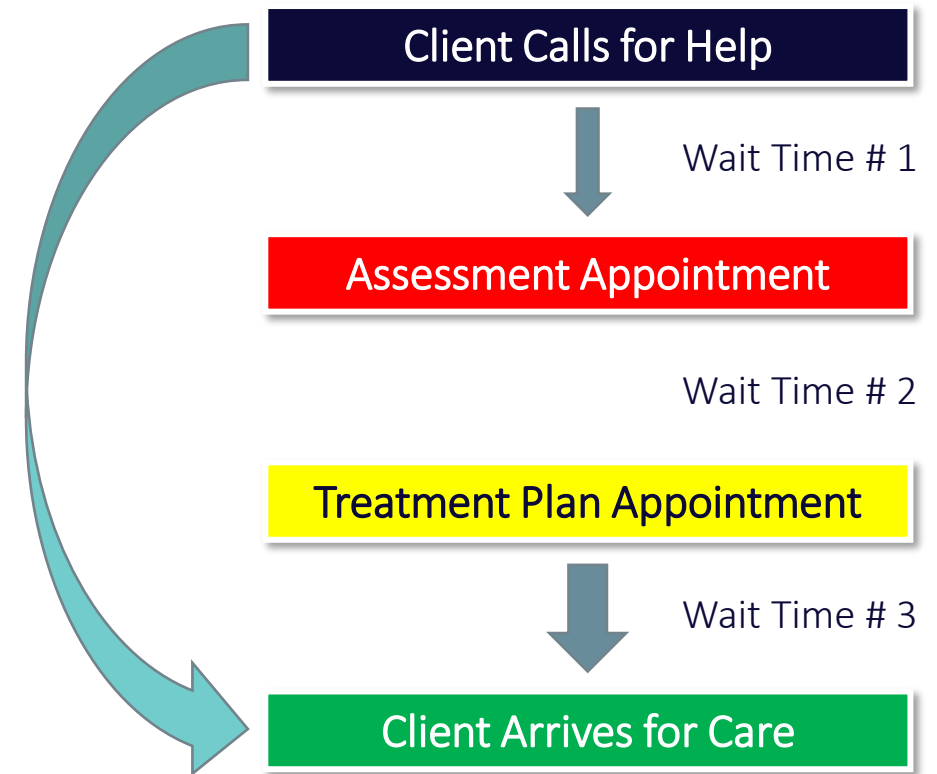 Client Calls for Help
Wait Time # 1
Assessment Appointment
Wait Time # 2
Treatment Plan Appointment
Wait Time # 3
Client Arrives for Care